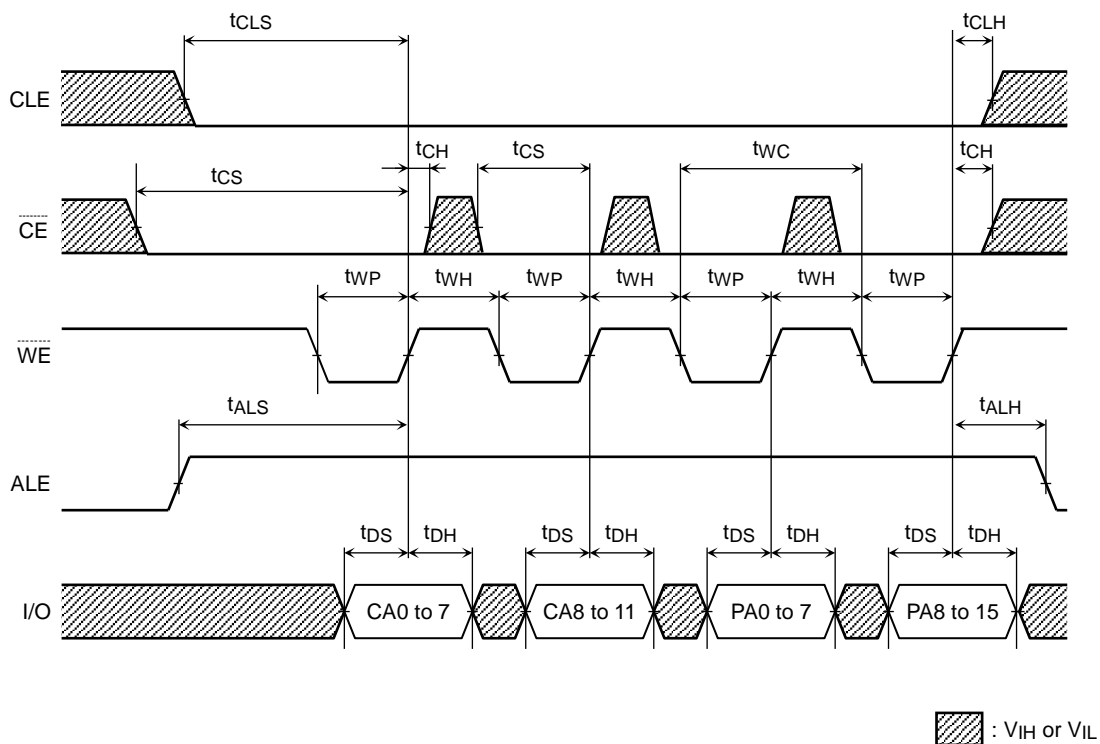 tCLS
tCLH
CLE
tCH
tCS
tWC
tCH
tCS
CE
tWP
tWH
tWP
tWH
tWP
tWH
tWP
WE
tALS
tALH
ALE
tDS
tDH
tDS
tDH
tDS
tDH
tDS
tDH
I/O
CA0 to 7
CA8 to 11
PA0 to 7
PA8 to 15
: VIH or VIL